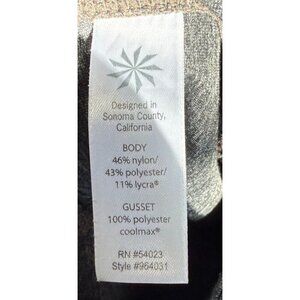 Designed in
Sonoma County,
California
BODY
46% nylon/
43% polyester/
11% lycra®
GUSSET
100% polyester
coolmax®
RN #54023
Style #964031